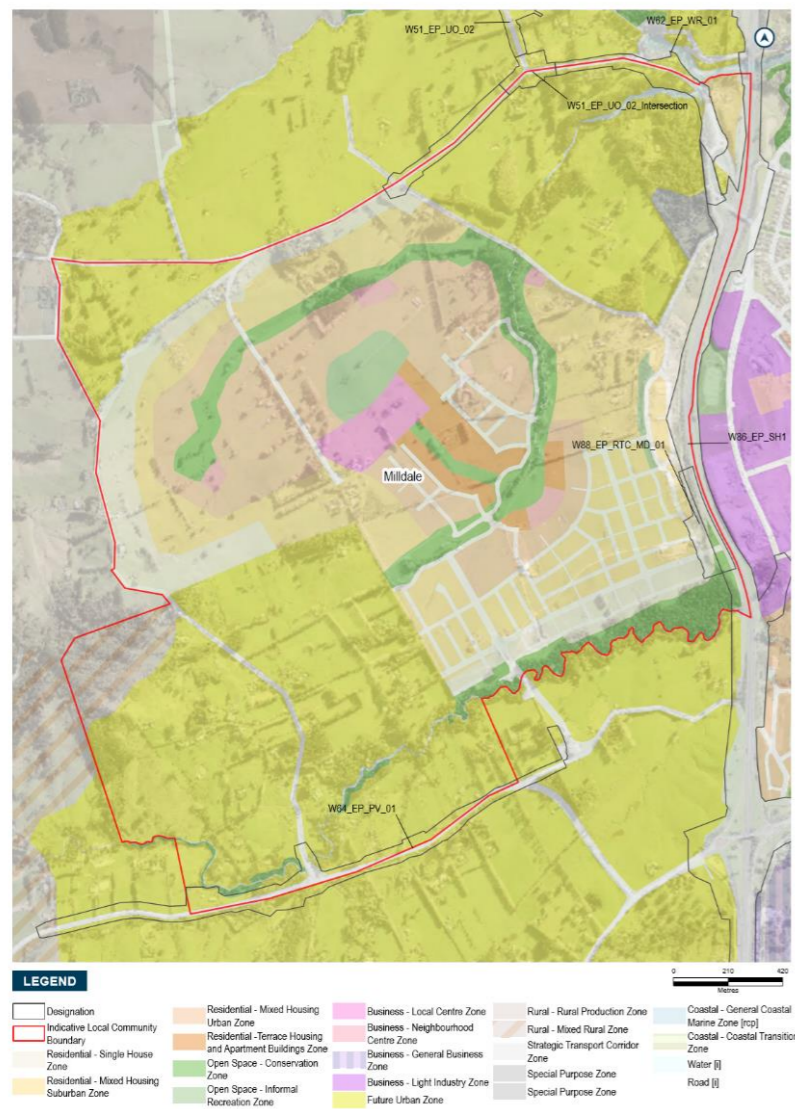 W51_EP_UO_02
W62_EP_WR_01
W51_EP_UO_02_Intersection
W86_EP_SH1
W88_EP_RTC_MD_01
Milldale
W64_EP_PV_01
LEGEND
0 210 420
Metres
Designation
Indicative Local Community
Boundary
Residential - Single House
Zone
Residential - Mixed Housing
Suburban Zone
Residential - Mixed Housing
Urban Zone
Residential -Terrace Housing
and Apartment Buildings Zone
Open Space - Conservation
Zone
Open Space - Informal
Recreation Zone
Business - Local Centre Zone
Business - Neighbourhood
Centre Zone
Business - General Business
Zone
Business - Light Industry Zone
Future Urban Zone
Rural - Rural Production Zone
Rural - Mixed Rural Zone
Strategic Transport Corridor
Zone
Special Purpose Zone
Special Purpose Zone
Coastal - General Coastal
Marine Zone [rcp]
Coastal - Coastal Transition
Zone
Water [i]
Road [i]